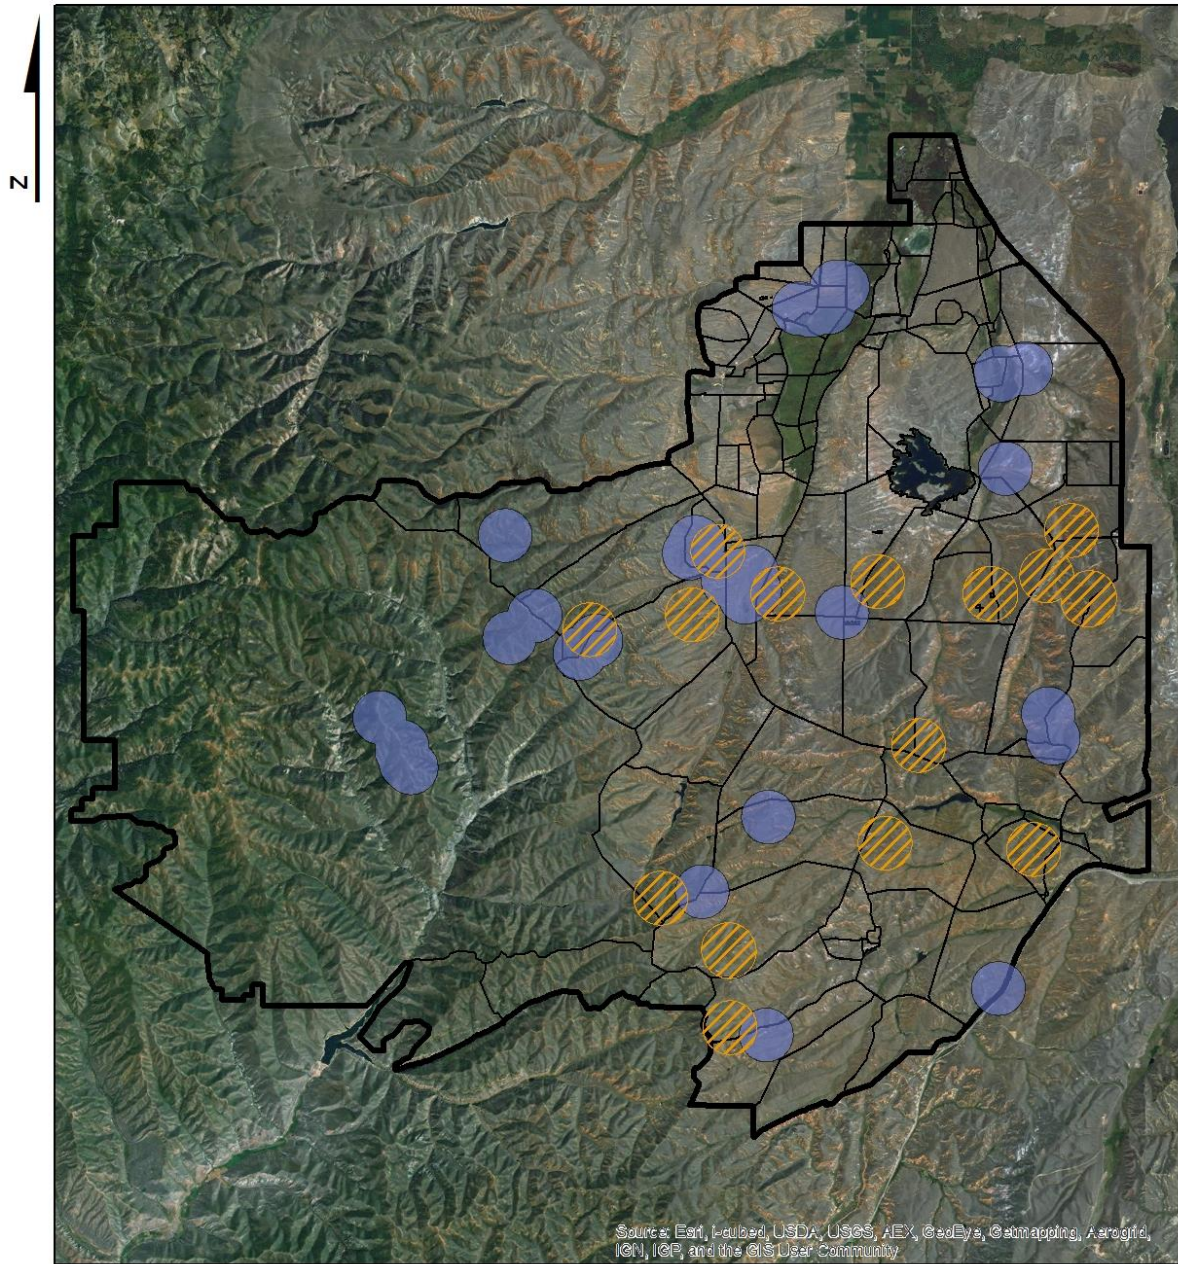 N
Source: Esri, i-cubed, USDA, USGS, AEX, GeoEye, Getmapping, Aerogrid,
IGN, IGP, and the GIS User Community